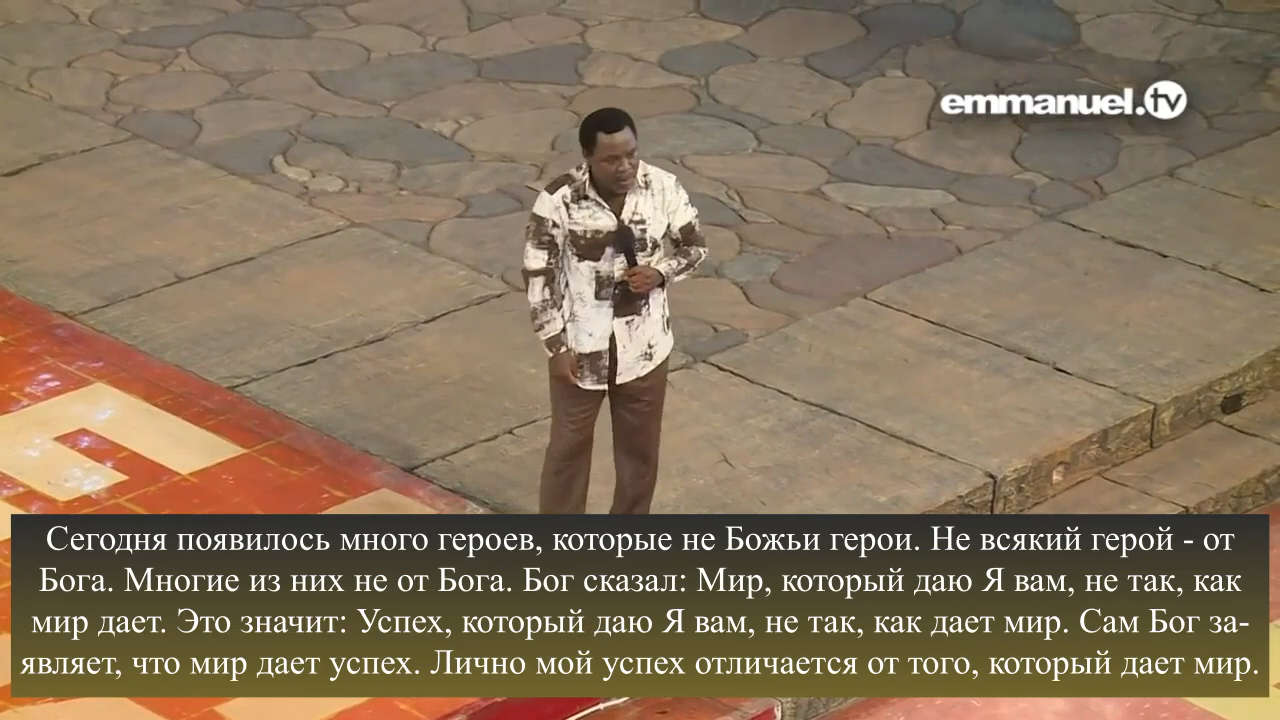 emmanuel.tv
Сегодня появилось много героев, которые не Божьи герои. Не всякий герой - от
Бога. Многие из них не от Бога. Бог сказал: Мир, который даю Я вам, не так, как
мир дает. Это значит: Успех, который даю Я вам, не так, как дает мир. Сам Бог за-
являет, что мир дает успех. Лично мой успех отличается от того, который дает мир.